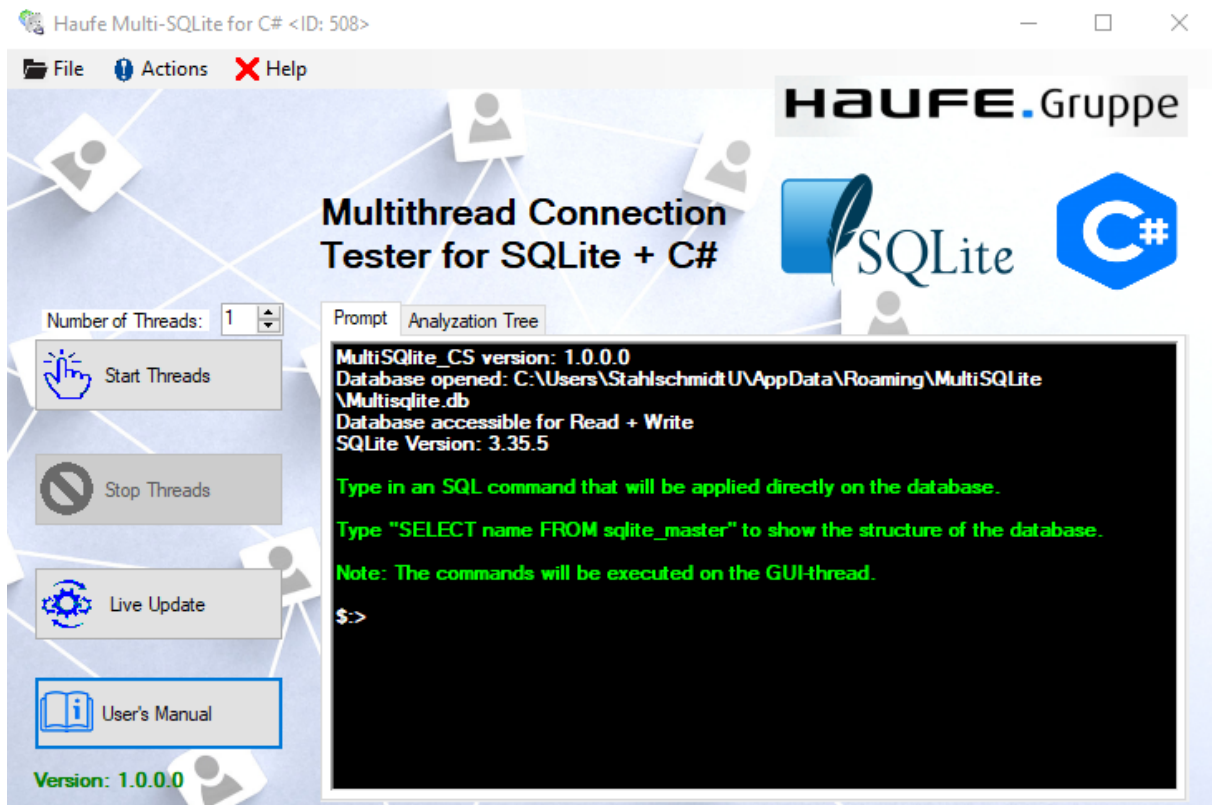 Haufe Multi-SQLite for C# <ID: 508>
File Actions Help
HAUFE.Gruppe
Multithread Connection
Tester for SQLite + C#
SQLite
C#
Number of Threads: 1
Start Threads
Stop Threads
Live Update
User's Manual
Version: 1.0.0.0
Prompt Analyzation Tree
MultiSQlite_CS version: 1.0.0.0
Database opened: C:\Users\StahlschmidtU\AppData\Roaming\MultiSQLite
\Multisqlite.db
Database accessible for Read + Write
SQLite Version: 3.35.5
Type in an SQL command that will be applied directly on the database.
Type "SELECT name FROM sqlite_master" to show the structure of the database.
Note: The commands will be executed on the GUI-thread.
$:>